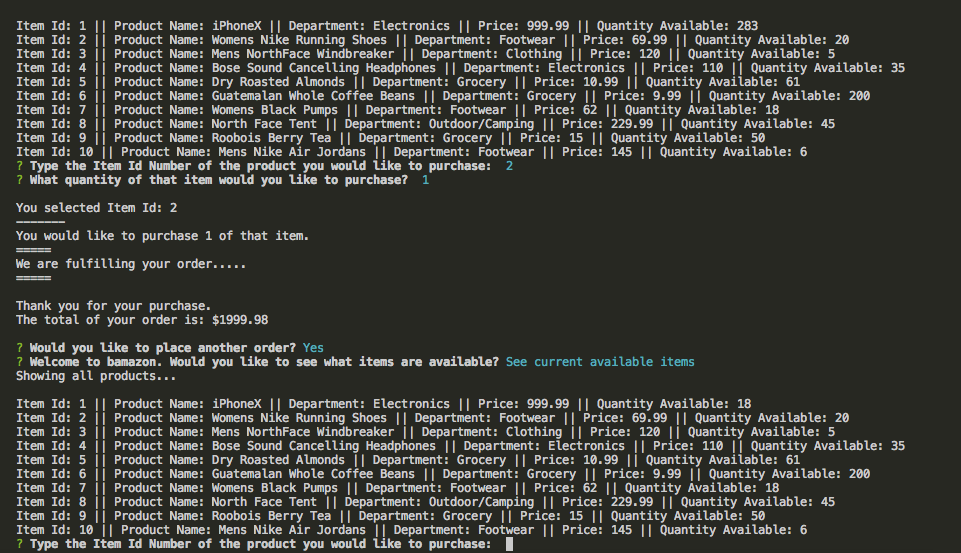 Item Id: 1 || Product Name: iPhoneX || Department: Electronics || Price: 999.99 || Quantity Available: 283
Item Id: 2 || Product Name: Womens Nike Running Shoes || Department: Footwear || Price: 69.99 || Quantity Available: 20
Item Id: 3 || Product Name: Mens NorthFace Windbreaker || Department: Clothing || Price: 120 || Quantity Available: 5
Item Id: 4 || Product Name: Bose Sound Cancelling Headphones || Department: Electronics || Price: 110 || Quantity Available: 35
Item Id: 5 || Product Name: Dry Roasted Almonds || Department: Grocery || Price: 10.99 || Quantity Available: 61
Item Id: 6 || Product Name: Guatemalan Whole Coffee Beans || Department: Grocery || Price: 9.99 || Quantity Available: 200
Item Id: 7 || Product Name: Womens Black Pumps || Department: Footwear || Price: 62 || Quantity Available: 18
Item Id: 8 || Product Name: North Face Tent || Department: Outdoor/Camping || Price: 229.99 || Quantity Available: 45
Item Id: 9 || Product Name: Roobois Berry Tea || Department: Grocery || Price: 15 || Quantity Available: 50
Item Id: 10 || Product Name: Mens Nike Air Jordans || Department: Footwear || Price: 145 || Quantity Available: 6
? Type the Item Id Number of the product you would like to purchase: 2
? What quantity of that item would you like to purchase? 1
You selected Item Id: 2
-------
You would like to purchase 1 of that item.
=====
We are fulfilling your order.....
=====
Thank you for your purchase.
The total of your order is: $1999.98
? Would you like to place another order? Yes
? Welcome to bamazon. Would you like to see what items are available? See current available items
Showing all products...
Item Id: 1 || Product Name: iPhoneX || Department: Electronics || Price: 999.99 || Quantity Available: 18
Item Id: 2 || Product Name: Womens Nike Running Shoes || Department: Footwear || Price: 69.99 || Quantity Available: 20
Item Id: 3 || Product Name: Mens NorthFace Windbreaker || Department: Clothing || Price: 120 || Quantity Available: 5
Item Id: 4 || Product Name: Bose Sound Cancelling Headphones || Department: Electronics || Price: 110 || Quantity Available: 35
Item Id: 5 || Product Name: Dry Roasted Almonds || Department: Grocery || Price: 10.99 || Quantity Available: 61
Item Id: 6 || Product Name: Guatemalan Whole Coffee Beans || Department: Grocery || Price: 9.99 || Quantity Available: 200
Item Id: 7 || Product Name: Womens Black Pumps || Department: Footwear || Price: 62 || Quantity Available: 18
Item Id: 8 || Product Name: North Face Tent || Department: Outdoor/Camping || Price: 229.99 || Quantity Available: 45
Item Id: 9 || Product Name: Roobois Berry Tea || Department: Grocery || Price: 15 || Quantity Available: 50
Item Id: 10 || Product Name: Mens Nike Air Jordans || Department: Footwear || Price: 145 || Quantity Available: 6
? Type the Item Id Number of the product you would like to purchase: